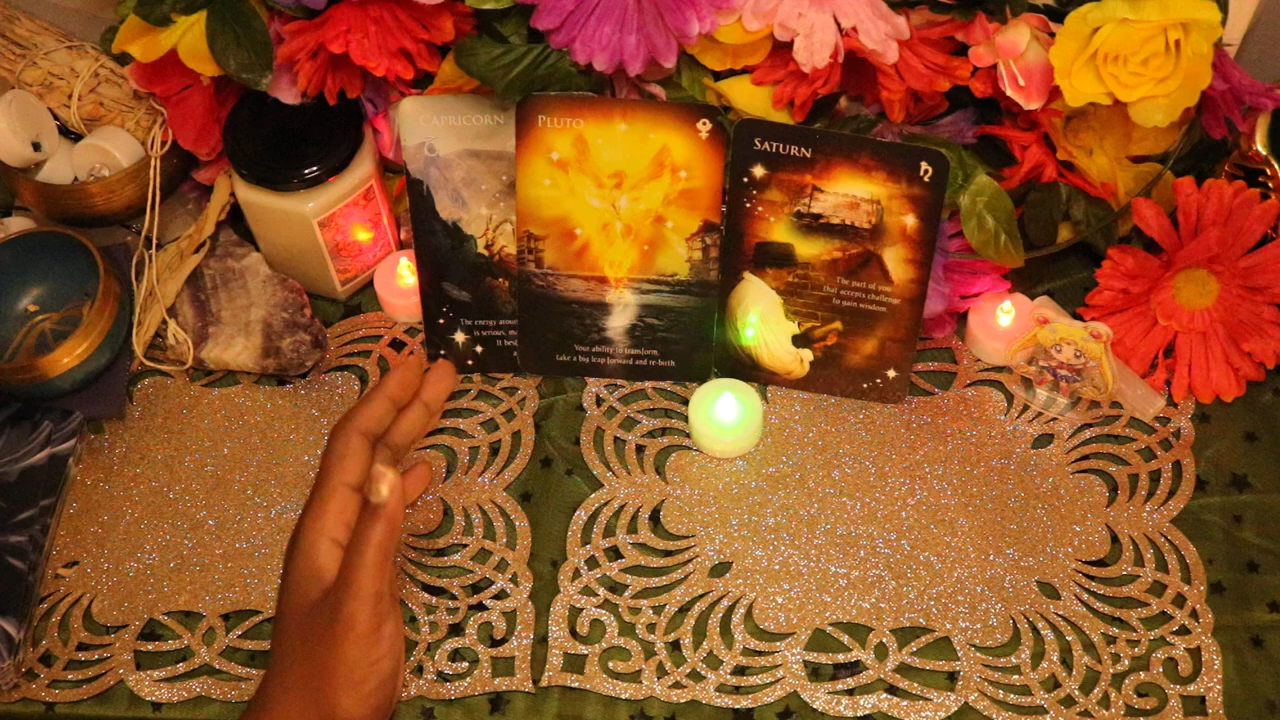 CAPRICORN
The energy aroun
is serious, m
it best
a
PLUTO
Your ability to transform,
take a big leap forward and re-birth.
SATURN
The part of you
that accepts challenge
to gain wisdom.